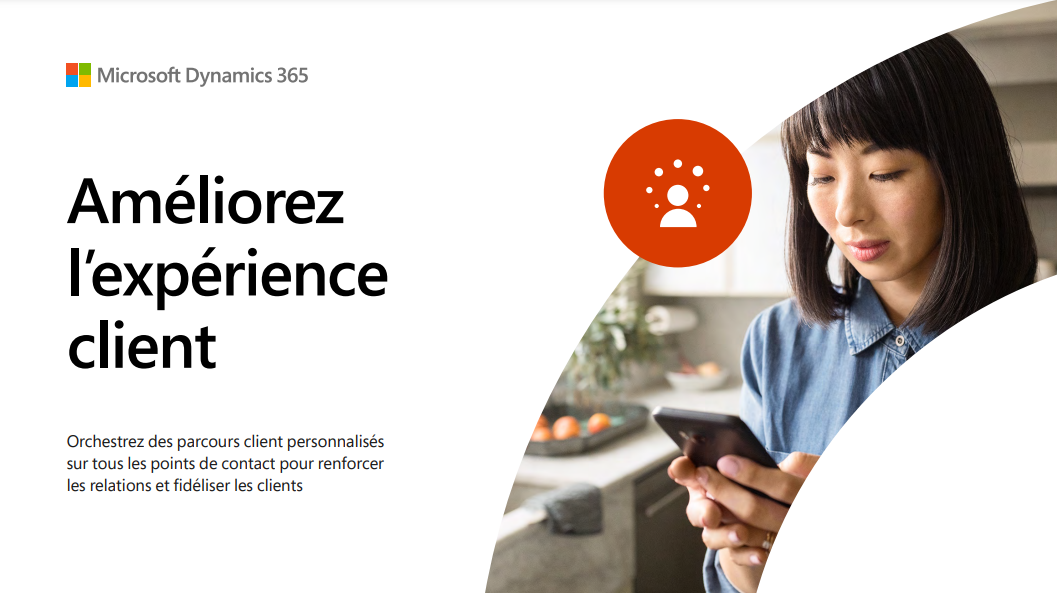 Microsoft Dynamics 365
Améliorez
l’expérience
client
Orchestrez des parcours client personnalisés
sur tous les points de contact pour renforcer
les relations et fidéliser les clients